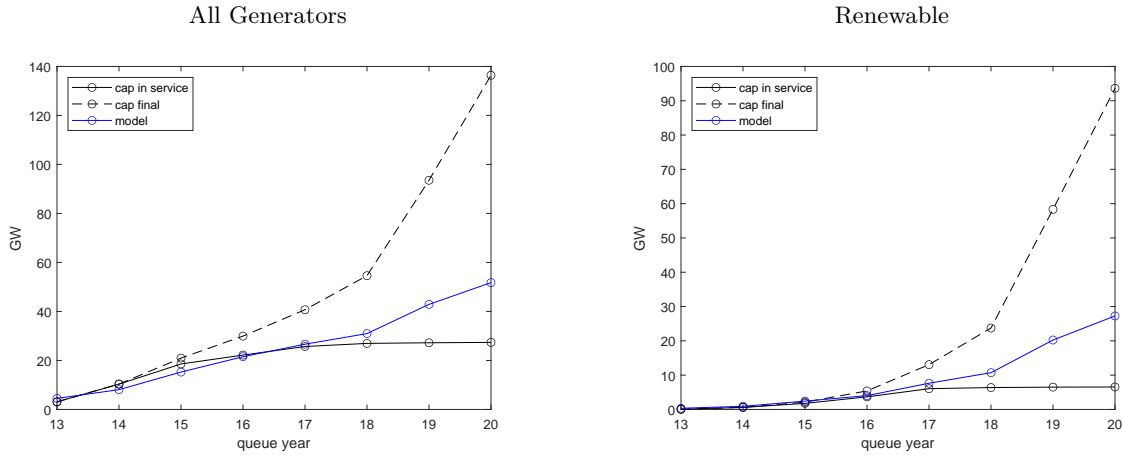 All Generators
140
120
100
80
60
40
20
0
GW
13 14 15 16 17 18 19 20
queue year
cap in service
cap final
model
Renewable
100
90
80
70
60
50
40
30
20
10
0
GW
13 14 15 16 17 18 19 20
queue year
cap in service
cap final
model